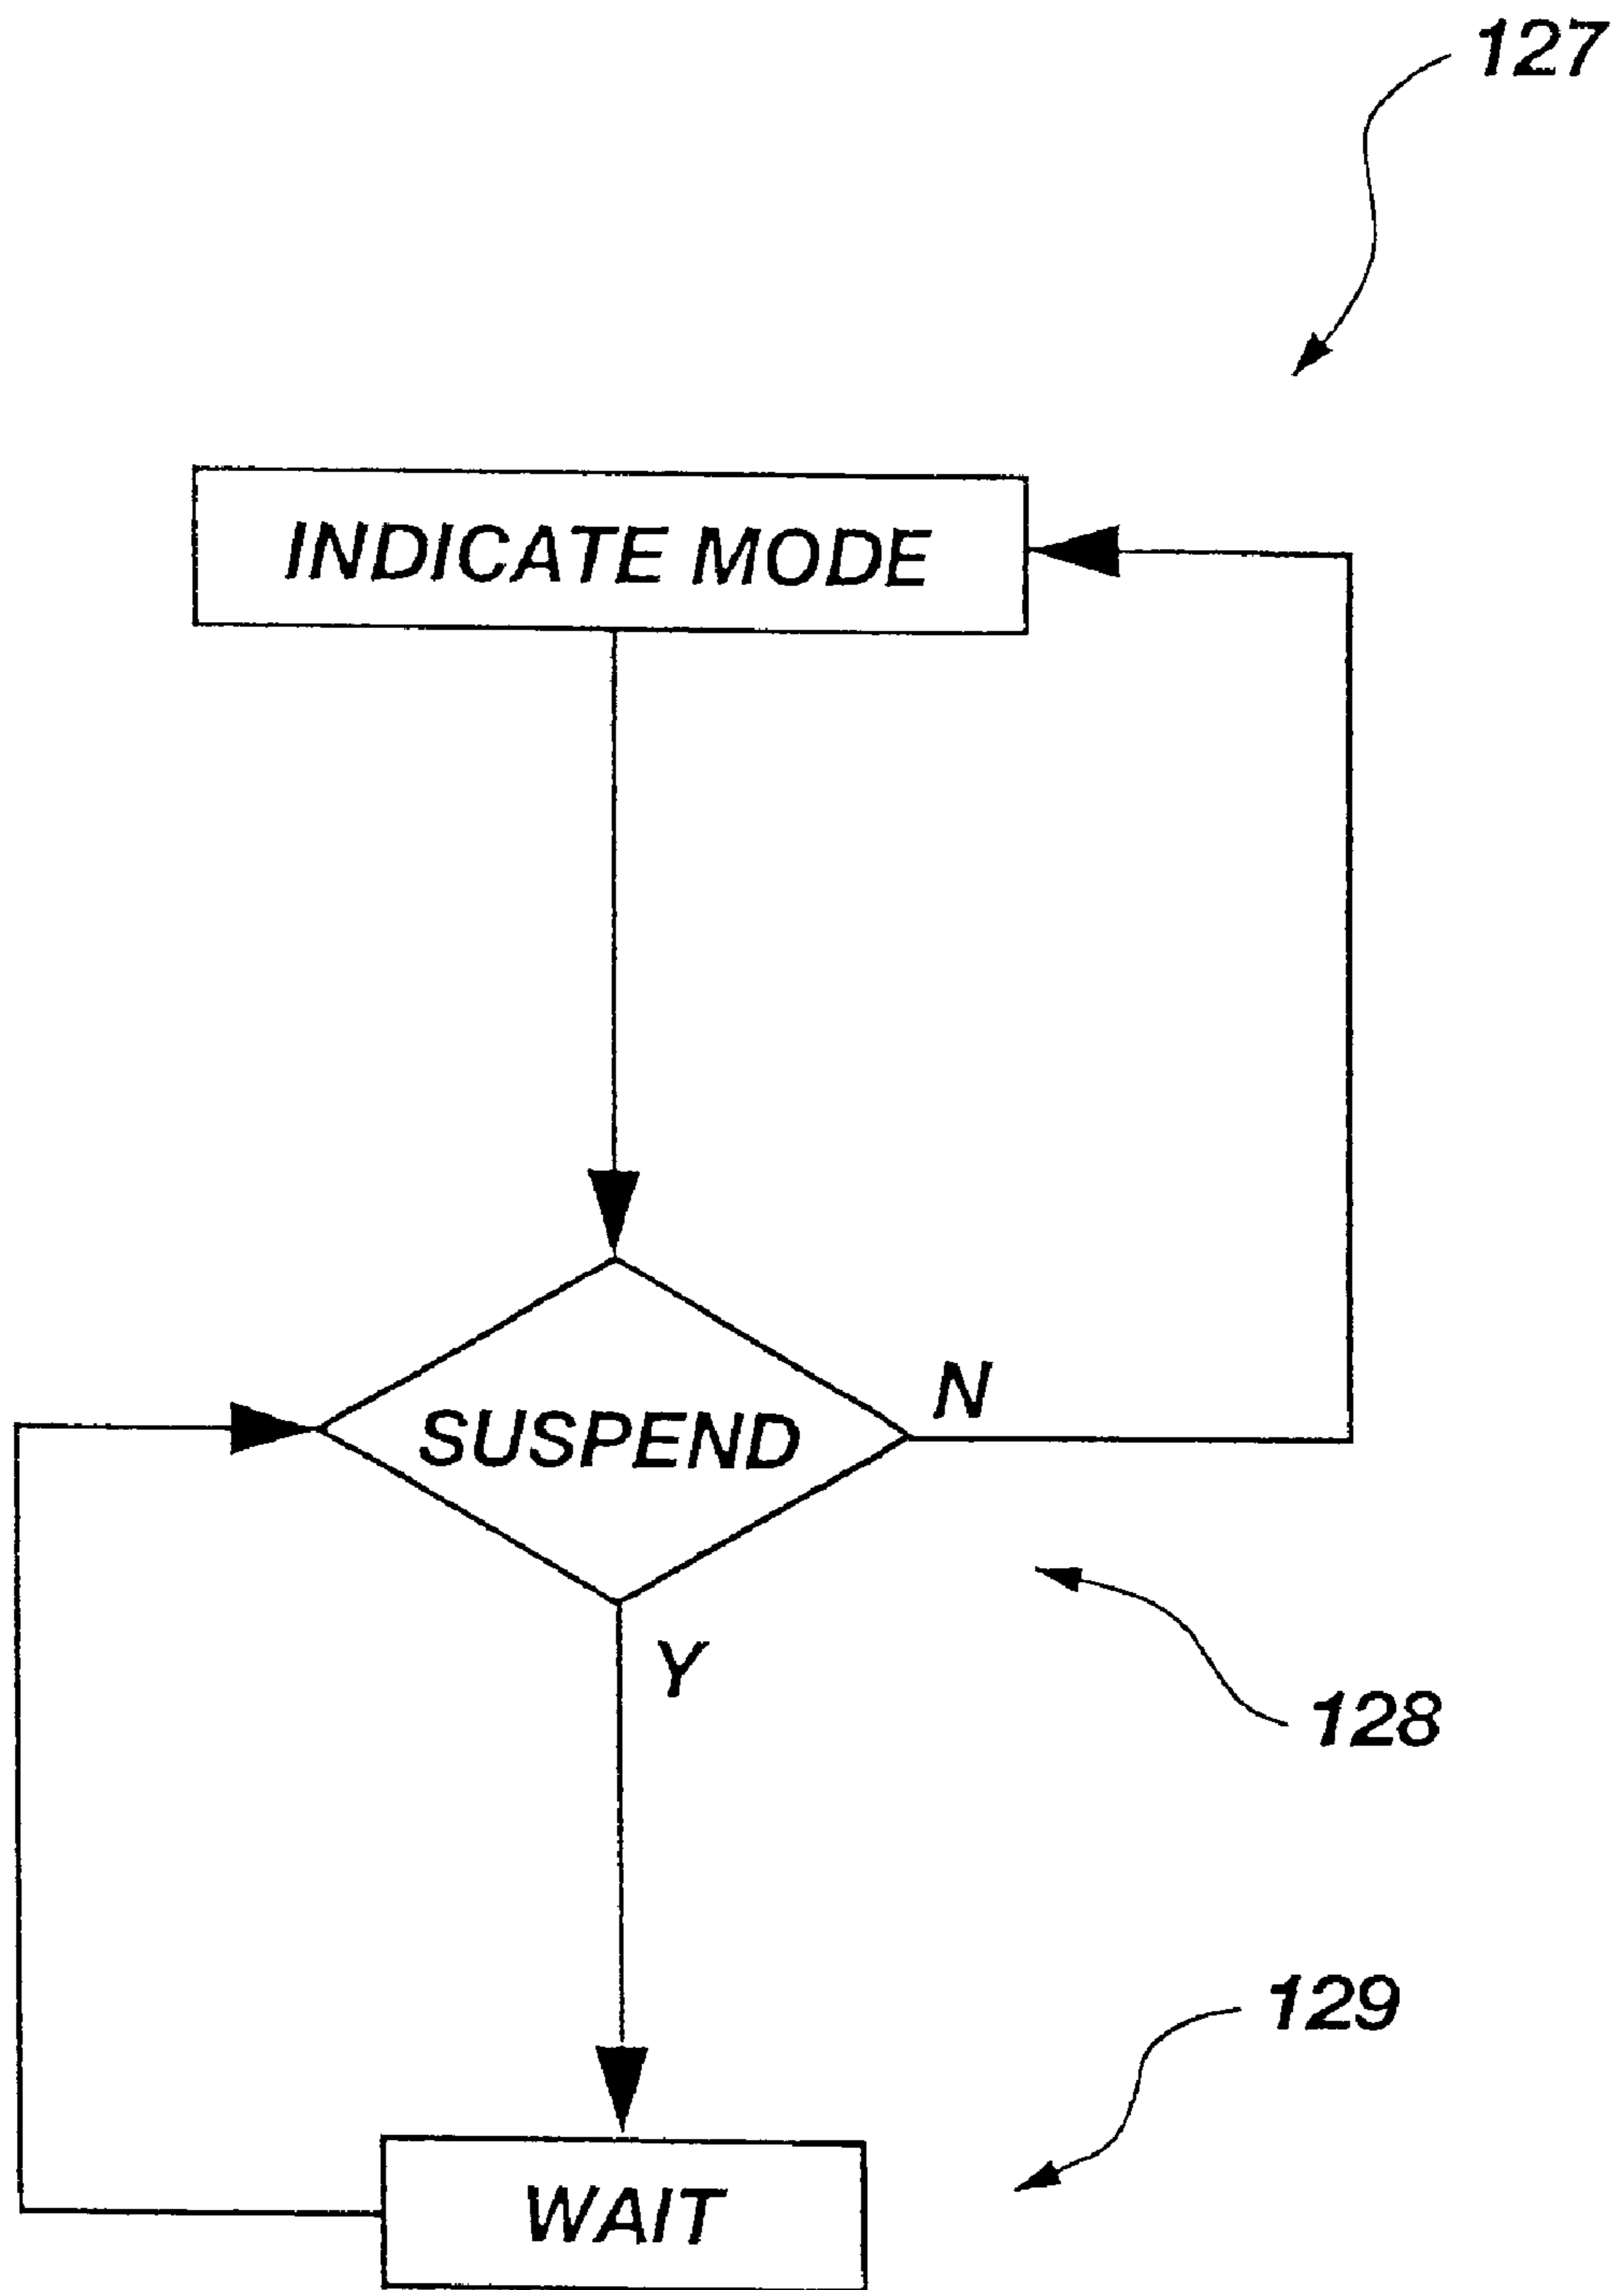 127
INDICATE MODE
N
SUSPEND
Y
128
129
WAIT